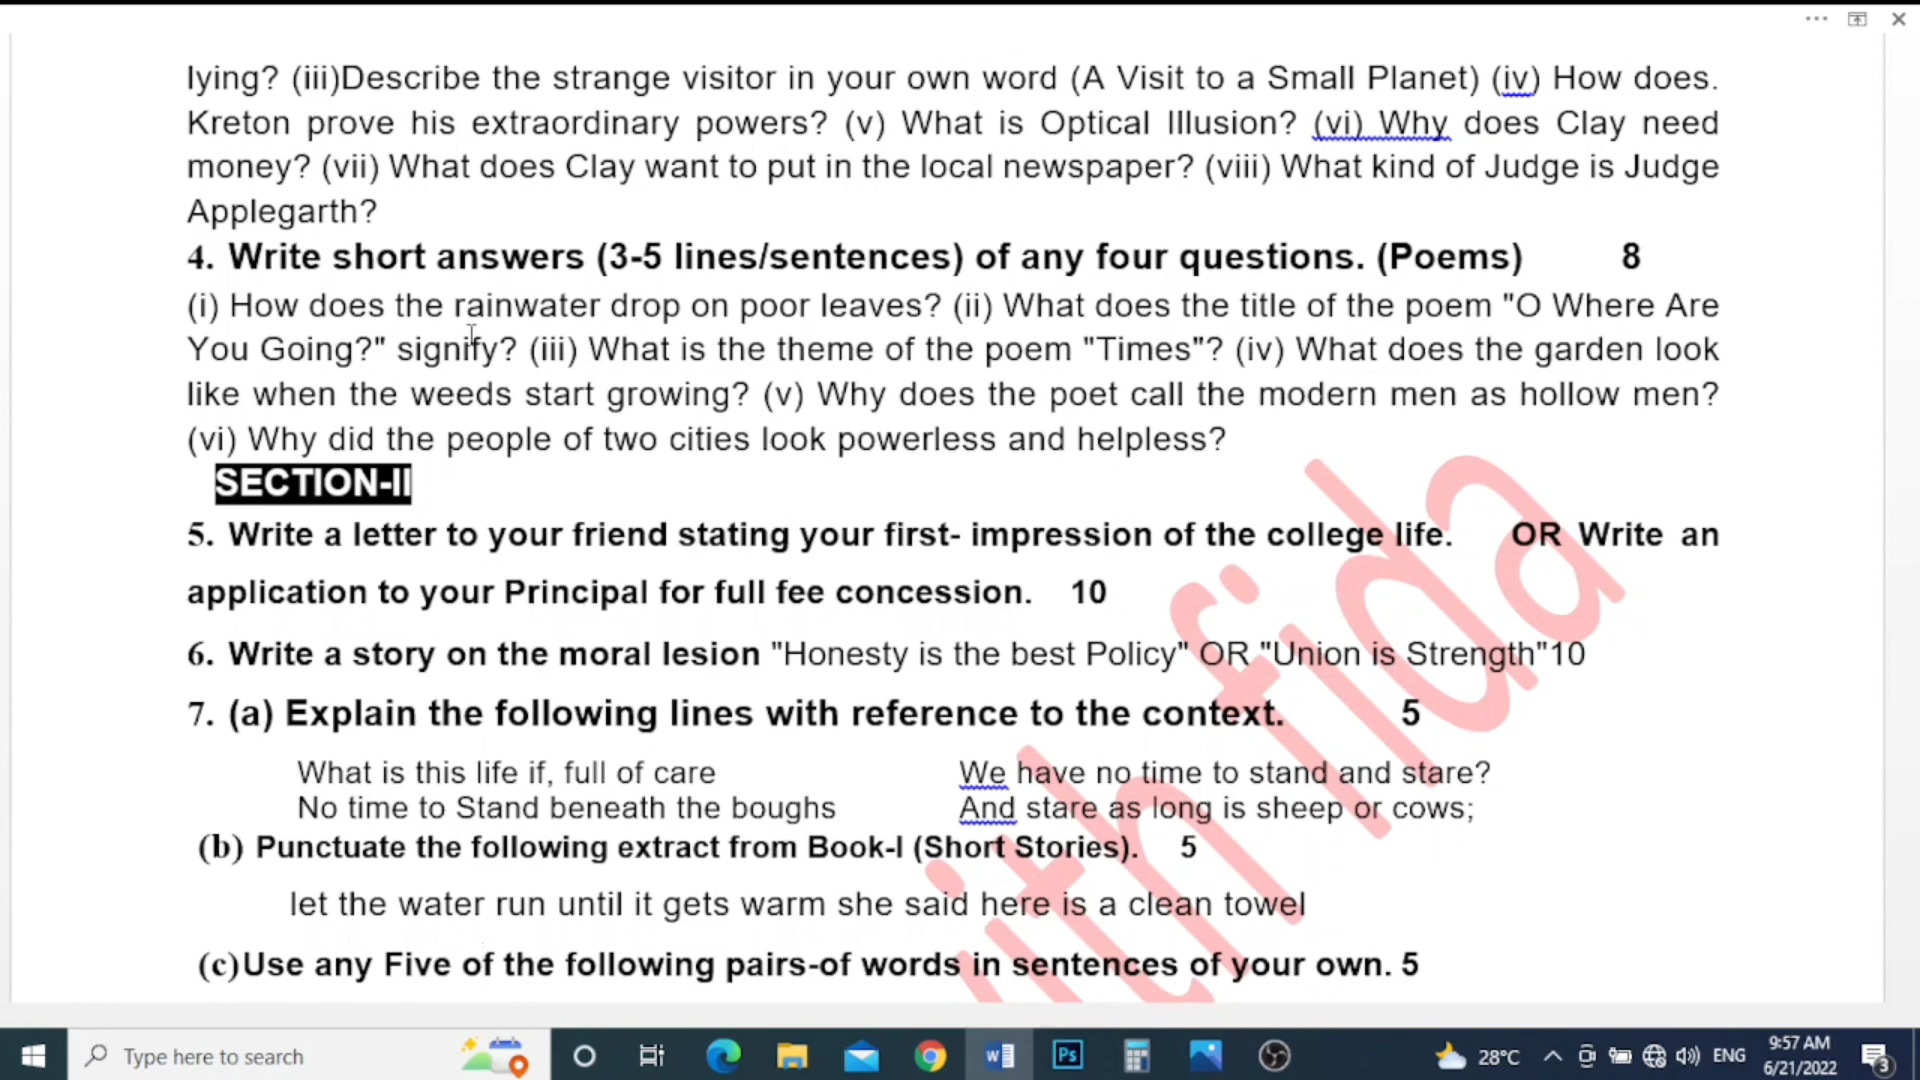 lying? (iii)Describe the strange visitor in your own word (A Visit to a Small Planet) (iv) How does.
Kreton prove his extraordinary powers? (v) What is Optical Illusion? (vi) Why does Clay need
money? (vii) What does Clay want to put in the local newspaper? (viii) What kind of Judge is Judge
Applegarth?
4. Write short answers (3-5 lines/sentences) of any four questions. (Poems) 8
(i) How does the rainwater drop on poor leaves? (ii) What does the title of the poem "O Where Are
You Going?" signify? (iii) What is the theme of the poem "Times"? (iv) What does the garden look
like when the weeds start growing? (v) Why does the poet call the modern men as hollow men?
(vi) Why did the people of two cities look powerless and helpless?
SECTION-II
5. Write a letter to your friend stating your first- impression of the college life. OR Write an
application to your Principal for full fee concession. 10
6. Write a story on the moral lesion "Honesty is the best Policy" OR "Union is Strength"10
7. (a) Explain the following lines with reference to the context. 5
What is this life if, full of care We have no time to stand and stare?
No time to Stand beneath the boughs And stare as long is sheep or cows;
(b) Punctuate the following extract from Book-I (Short Stories). 5
let the water run until it gets warm she said here is a clean towel
(c)Use any Five of the following pairs-of words in sentences of your own. 5
with fida
Type here to search
28°C
ENG
9:57 AM
6/21/2022
3